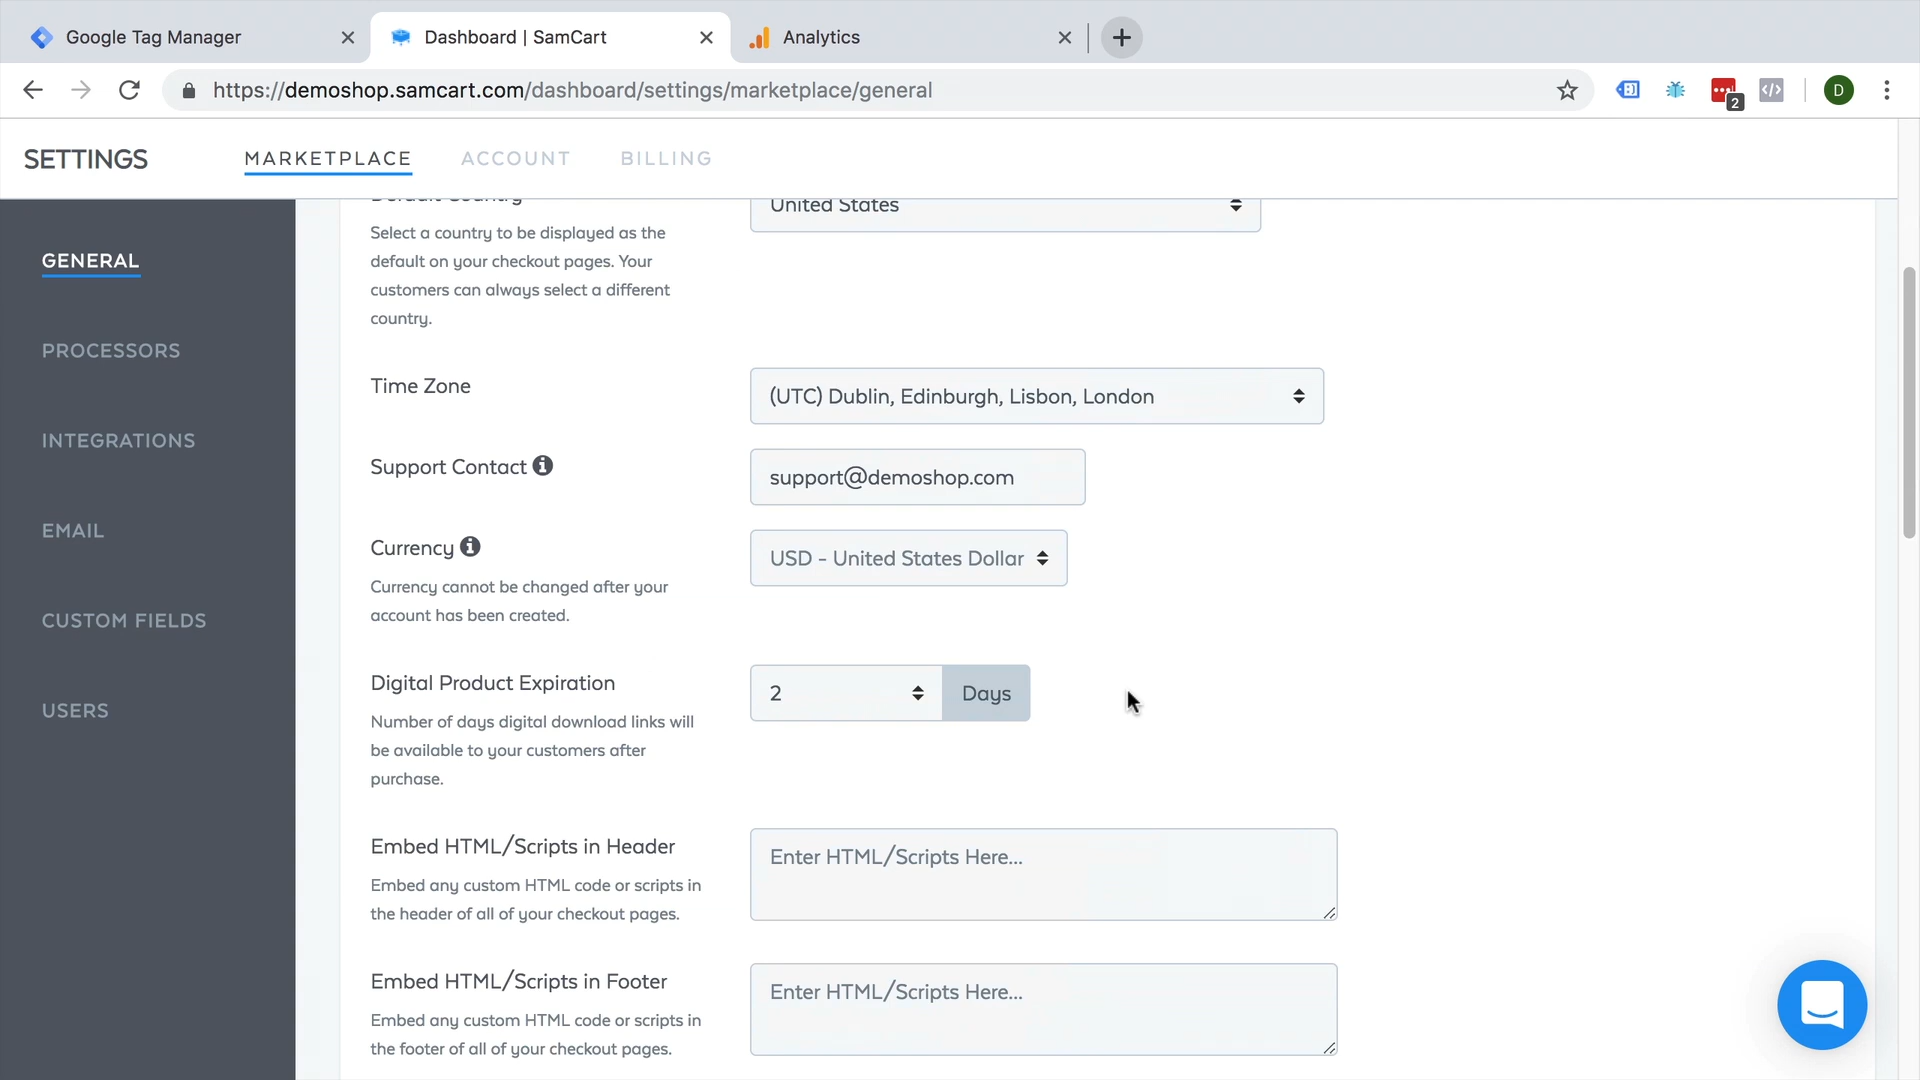 Google Tag Manager
Dashboard | SamCart
Analytics
https://demoshop.samcart.com/dashboard/settings/marketplace/general
2
D
SETTINGS
MARKETPLACE
ACCOUNT
BILLING
GENERAL
PROCESSORS
INTEGRATIONS
EMAIL
CUSTOM FIELDS
USERS
Default Country
United States
Select a country to be displayed as the
default on your checkout pages. Your
customers can always select a different
country.
Time Zone
(UTC) Dublin, Edinburgh, Lisbon, London
Support Contact
support@demoshop.com
Currency
USD - United States Dollar
Currency cannot be changed after your
account has been created.
Digital Product Expiration
2
Days
Number of days digital download links will
be available to your customers after
purchase.
Embed HTML/Scripts in Header
Enter HTML/Scripts Here...
Embed any custom HTML code or scripts in
the header of all of your checkout pages.
Embed HTML/Scripts in Footer
Enter HTML/Scripts Here...
Embed any custom HTML code or scripts in
the footer of all of your checkout pages.